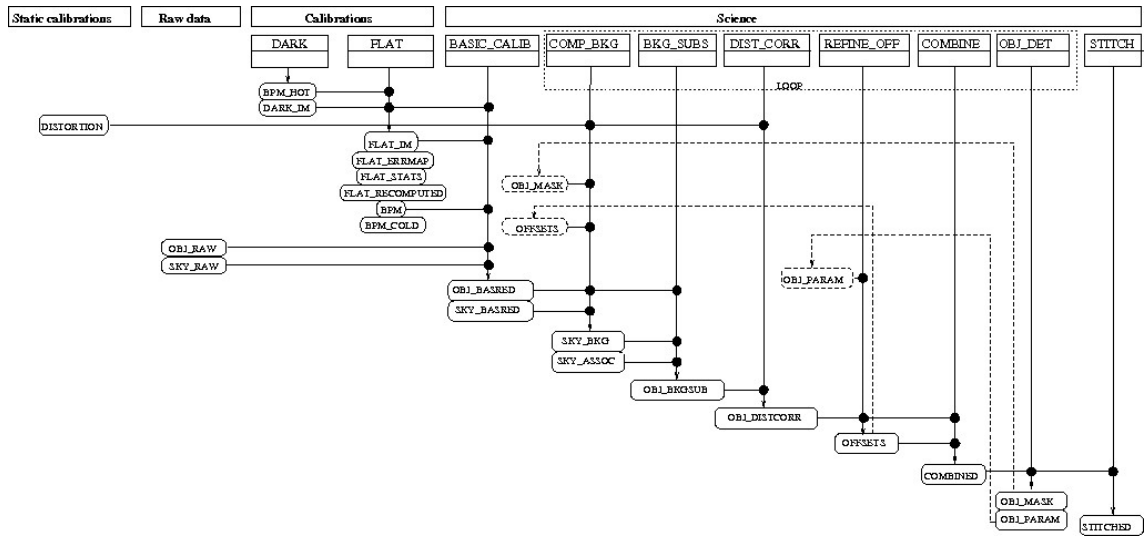 Static calibrations Raw data Calibrations Science
DARK FLAT BASIC_CALIB COMP_BKG BKG_SUBS DIST_CORR REFINE_OFF COMBINE OBJ_DET STITCH
LOOP
BPM_HOT
DARK_IM
DISTORTION
FLAT_IM
FLAT_ERRMAP
FLAT_STATS
OBJ_MASK
FLAT_RECOMPUTED
BPM
BPM_COLD
OFFSETS
OBJ_RAW
SKY_RAW
OBJ_PARAM
OBJ_BASRED
SKY_BASRED
SKY_BKG
SKY_ASSOC
OBJ_BKGSUB
OBJ_DISTCORR
OFFSETS
COMBINED
OBJ_MASK
OBJ_PARAM
STITCHED